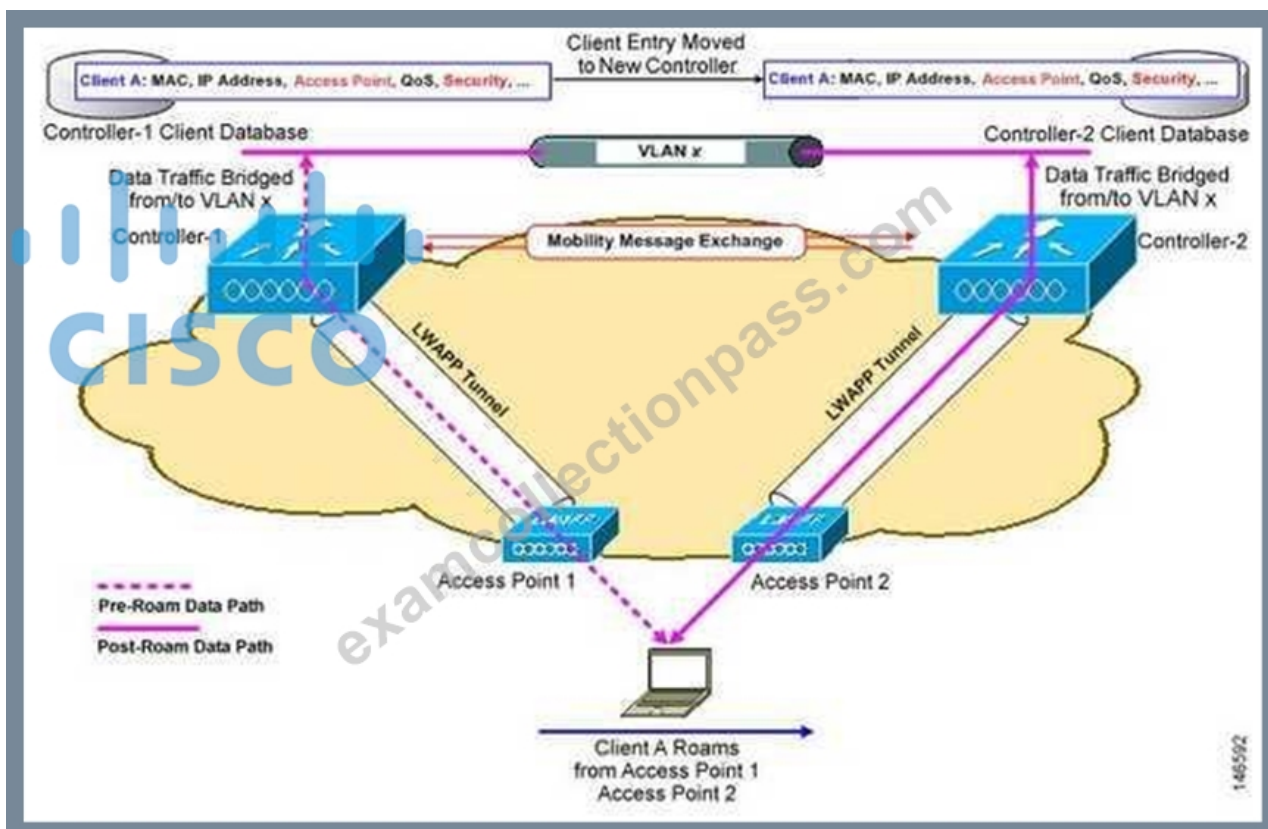 Client Entry Moved
to New Controller
Client A: MAC, IP Address, Access Point, QoS, Security, ...
Client A: MAC, IP Address, Access Point, QoS, Security, ...
Controller-1 Client Database
Controller-2 Client Database
VLAN x
Data Traffic Bridged
from/to VLAN x
Data Traffic Bridged
from/to VLAN x
Controller-1
Mobility Message Exchange
Controller-2
CISCO
LWAPP Tunnel
LWAPP Tunnel
examcollectionpass.com
LWAPP
LWAPP
Access Point 1
Access Point 2
Pre-Roam Data Path
Post-Roam Data Path
Client A Roams
from Access Point 1
Access Point 2
146592